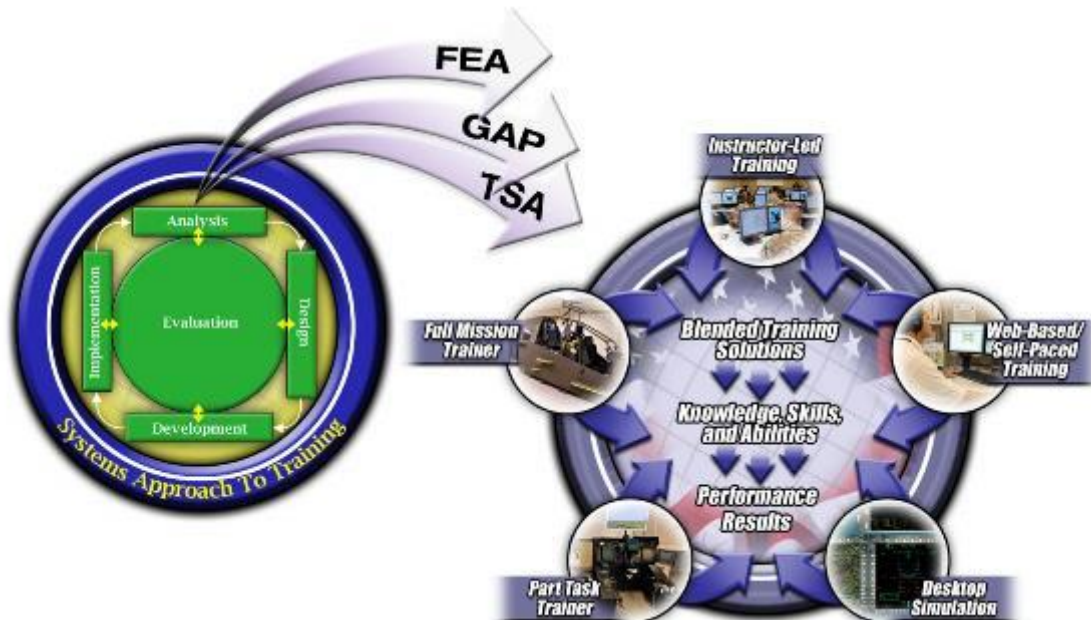 FEA
GAP
TSA
Analysis
Design
Evaluation
Implementation
Development
Systems Approach To Training
Instructor-Led
Training
Full Mission
Trainer
Web-Based/
Self-Paced
Training
Blended Training
Solutions
Knowledge, Skills,
and Abilities
Performance
Results
Part Task
Trainer
Desktop
Simulation